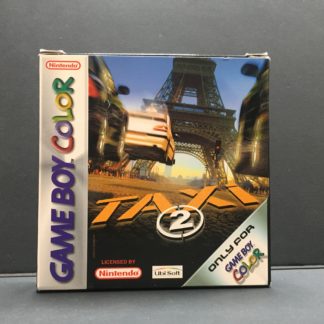 Nintendo
GAME BOY COLOR
TAXI
2
LICENSED BY
Nintendo
Ubi Soft
ONLY FOR
GAME BOY
COLOR